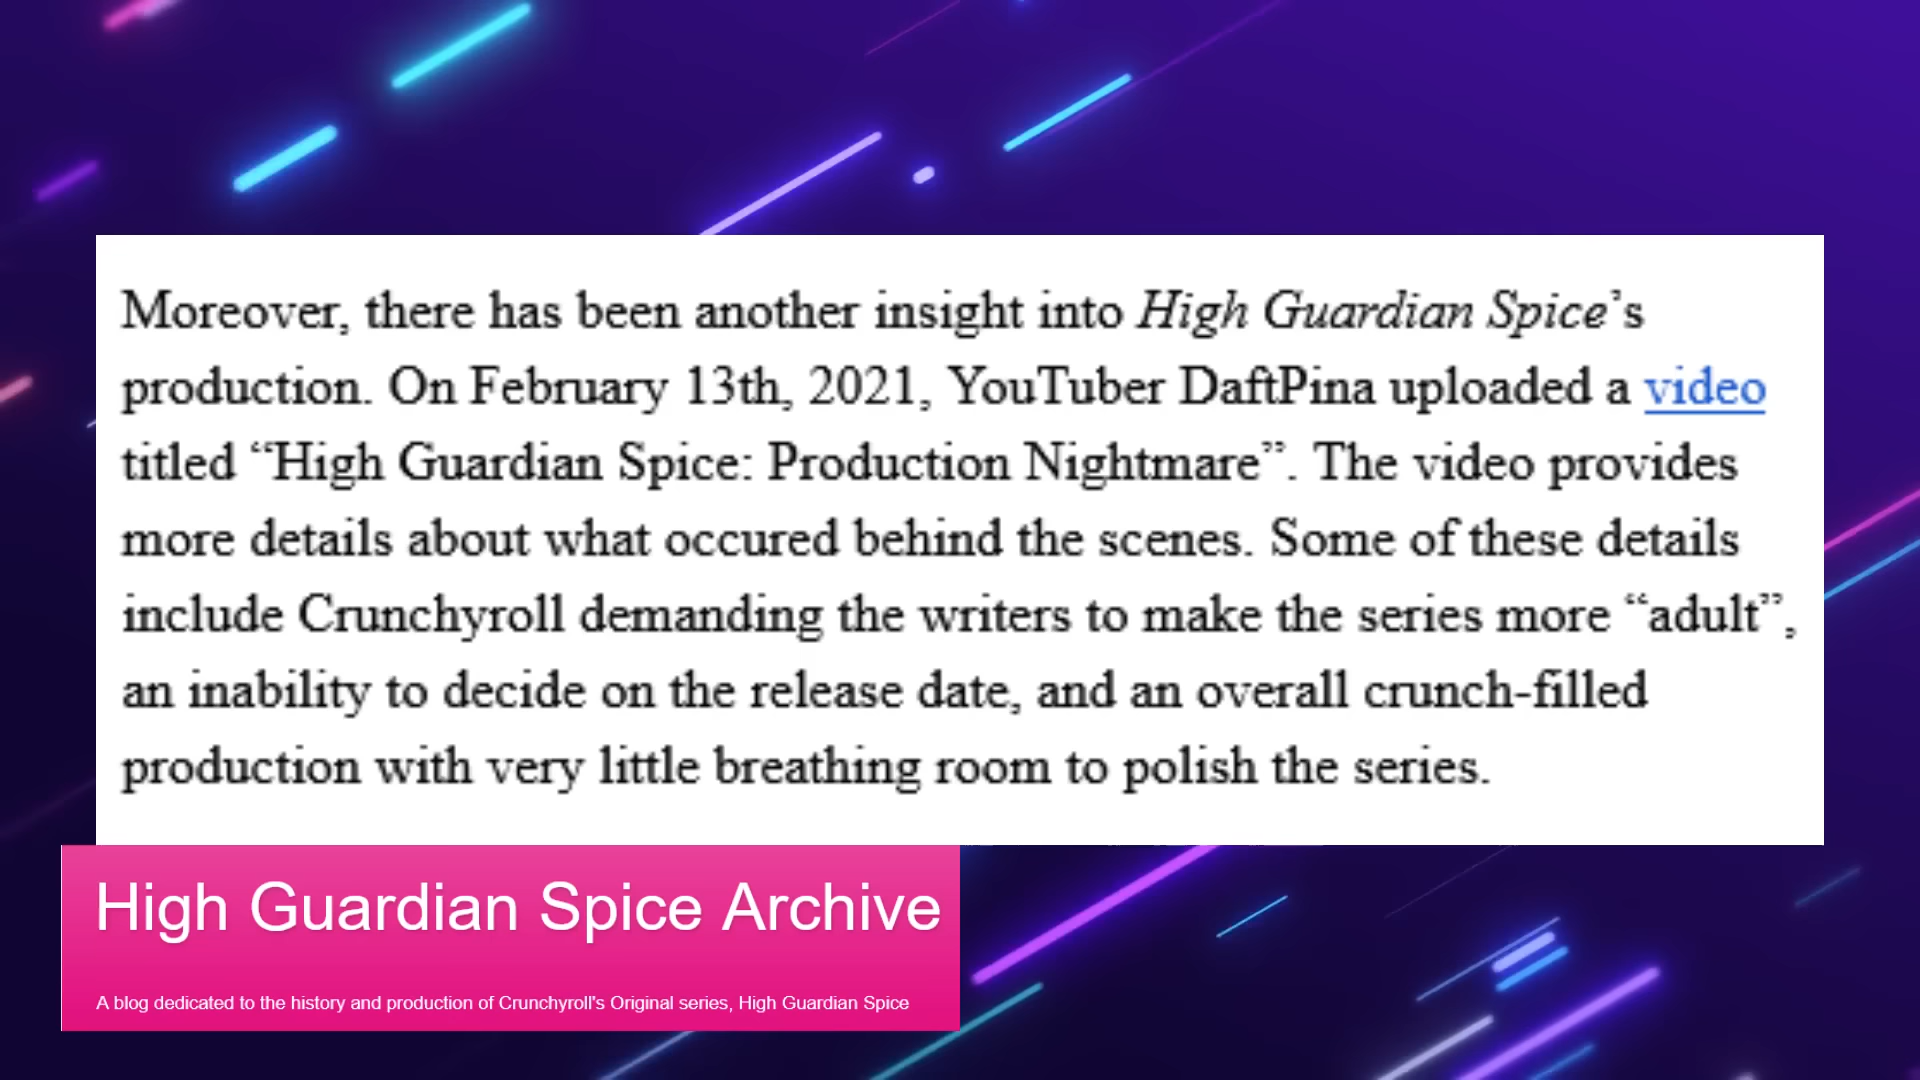 Moreover, there has been another insight into High Guardian Spice’s
production. On February 13th, 2021, YouTuber DaftPina uploaded a video
titled “High Guardian Spice: Production Nightmare”. The video provides
more details about what occured behind the scenes. Some of these details
include Crunchyroll demanding the writers to make the series more “adult”,
an inability to decide on the release date, and an overall crunch-filled
production with very little breathing room to polish the series.
High Guardian Spice Archive
A blog dedicated to the history and production of Crunchyroll's Original series, High Guardian Spice